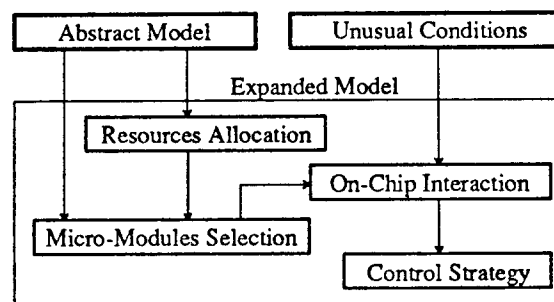 Abstract Model
Unusual Conditions
Expanded Model
Resources Allocation
On-Chip Interaction
Micro-Modules Selection
Control Strategy